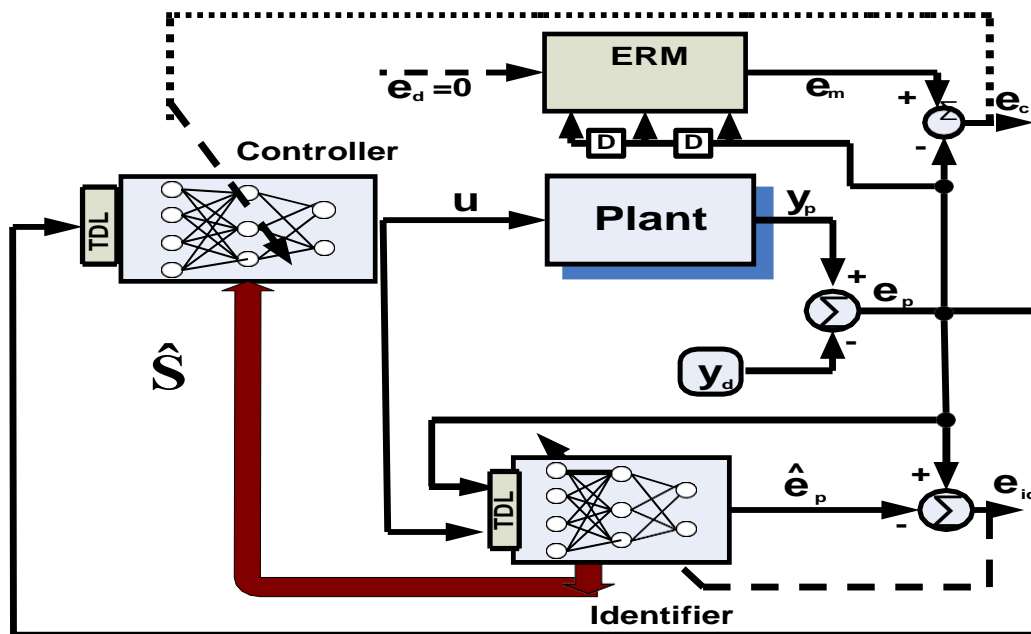 ERM
e_d =0
e_m
+
Σ
e_c
-
D
D
Controller
TDL
u
Plant
y_p
+
Σ
e_p
-
Ŝ
y_d
TDL
ê_p
+
Σ
-
Identifier